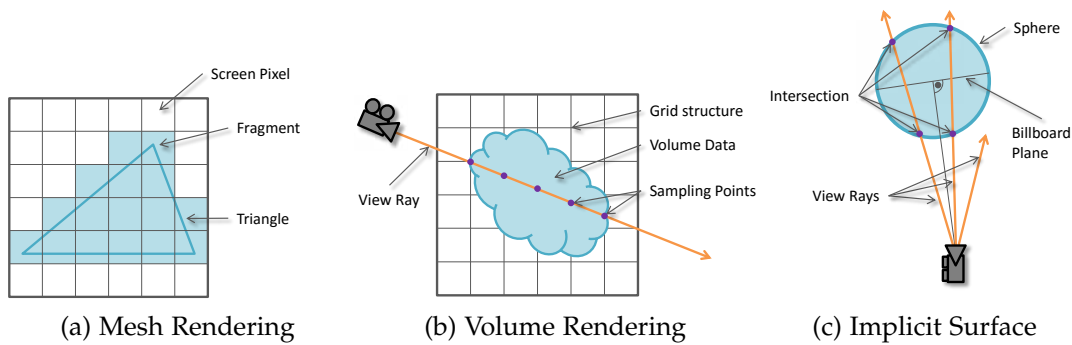 Screen Pixel
Fragment
Triangle
(a) Mesh Rendering
Grid structure
Volume Data
Sampling Points
View Ray
(b) Volume Rendering
Sphere
Intersection
Billboard
Plane
View Rays
(c) Implicit Surface